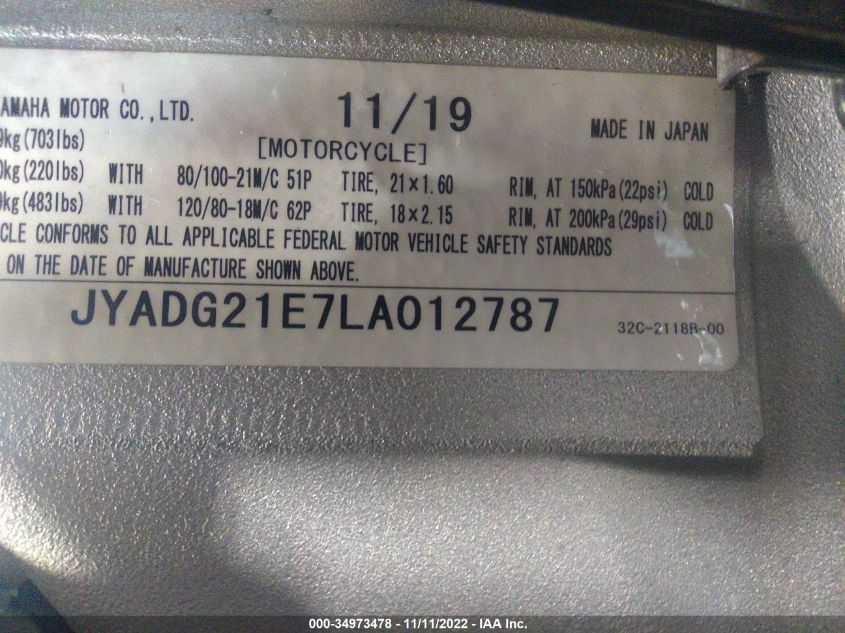 AMAHA MOTOR CO.,LTD. 11/19 MADE IN JAPAN
9kg(703lbs) [MOTORCYCLE]
0kg(220lbs) WITH 80/100-21M/C 51P TIRE, 21×1.60 RIM, AT 150kPa(22psi) COLD
9kg(483lbs) WITH 120/80-18M/C 62P TIRE, 18×2.15 RIM, AT 200kPa(29psi) COLD
CLE CONFORMS TO ALL APPLICABLE FEDERAL MOTOR VEHICLE SAFETY STANDARDS
ON THE DATE OF MANUFACTURE SHOWN ABOVE.
JYADG21E7LA012787 32C-2118R-00
000-34973478 - 11/11/2022 - IAA Inc.